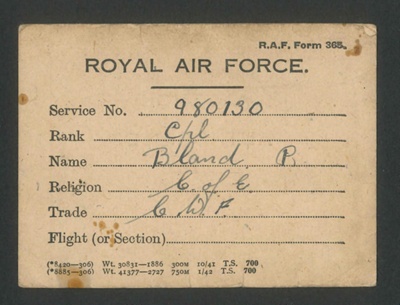 R.A.F. Form 365.
ROYAL AIR FORCE.
Service No. 980130
Rank Cpl
Name Bland P.
Religion C of E
Trade C.W.F
Flight (or Section)
(*8420—306) Wt. 30831—1886 300M 10/41 T.S. 700
(*8885—306) Wt. 41377—2727 750M 1/42 T.S. 700